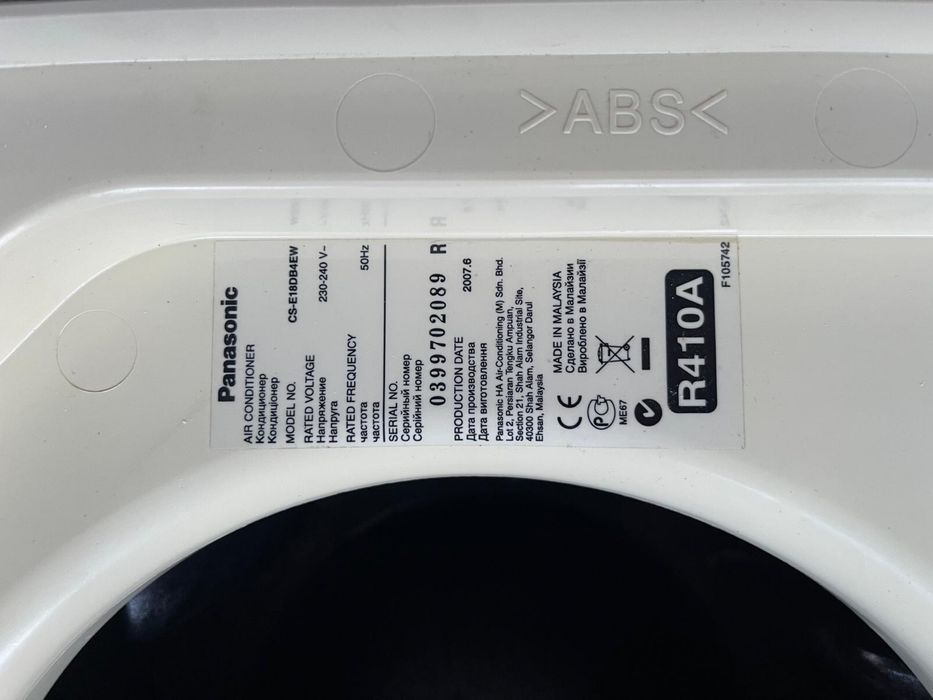 >ABS<
Panasonic
AIR CONDITIONER
Кондиционер
Кондиціонер
MODEL NO. CS-E18DB4EW
RATED VOLTAGE
Напряжение 230-240 V~
Напруга
RATED FREQUENCY
частота 50Hz
частота
SERIAL NO.
Серийный номер
Серійний номер
0399702089 R
PRODUCTION DATE
Дата производства 2007.6
Дата виготовлення
Panasonic HA Air-Conditioning (M) Sdn. Bhd.
Lot 2, Persiaran Tengku Ampuan,
Section 21, Shah Alam Industrial Site,
40300 Shah Alam, Selangor Darul
Ehsan, Malaysia
MADE IN MALAYSIA
Сделано в Малайзии
Вироблено в Малайзії
CE
ME67
R410A
F105742